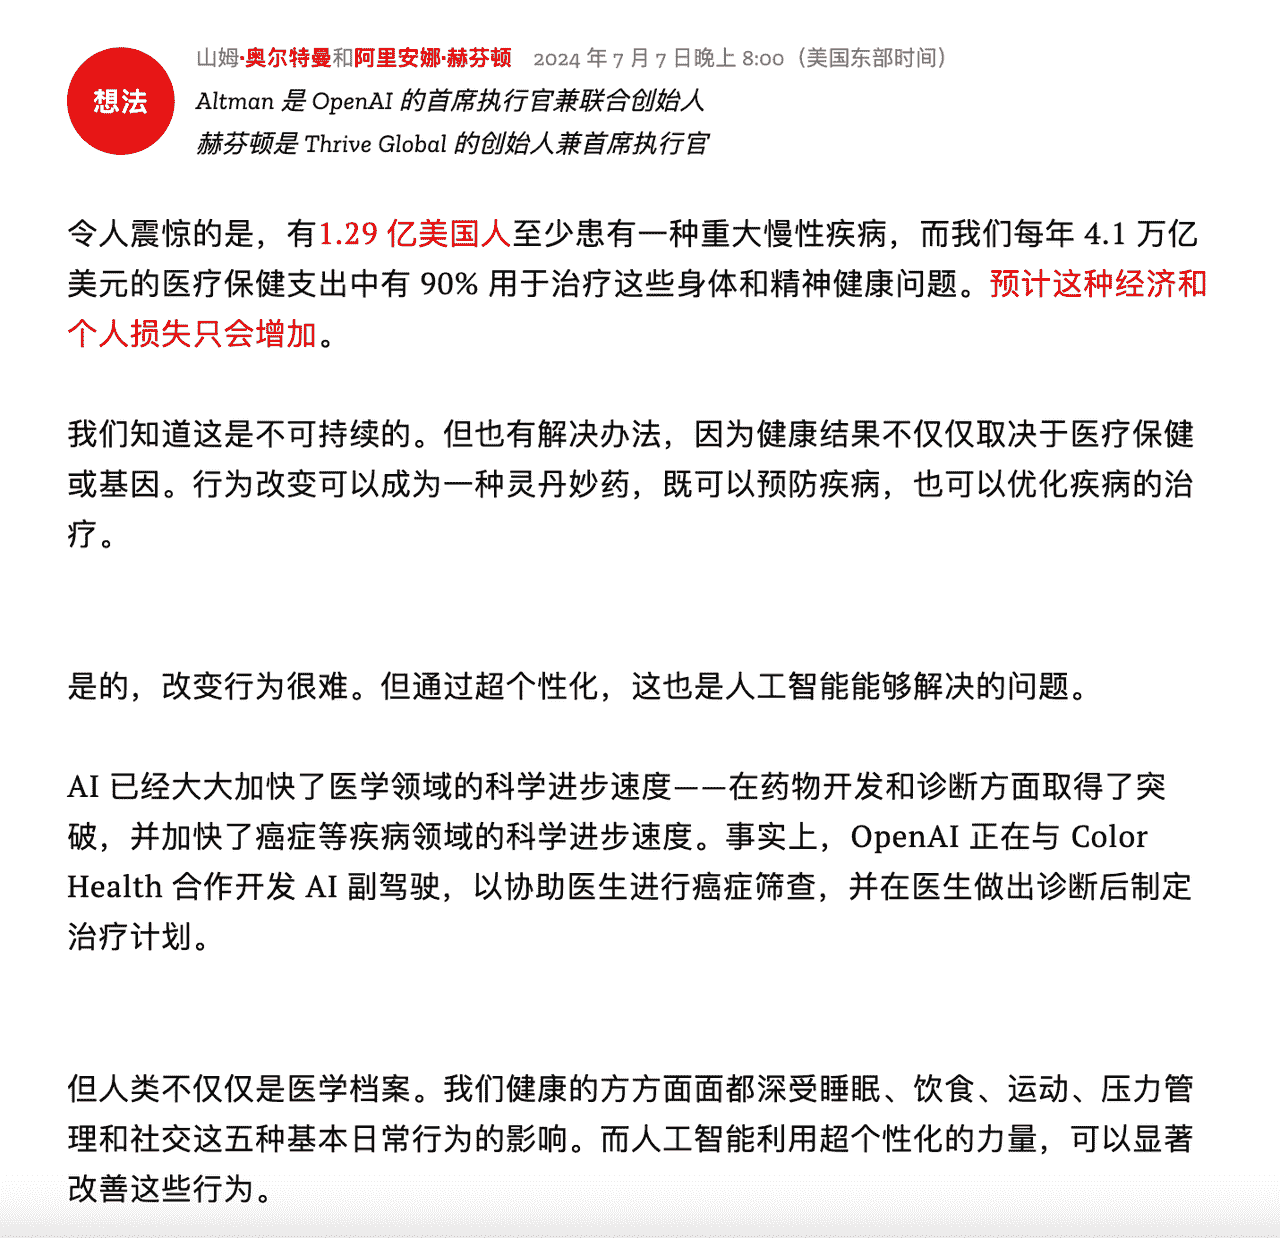 想法
山姆·奥尔特曼和阿里安娜·赫芬顿 2024 年 7 月 7 日晚上 8:00（美国东部时间）
Altman 是 OpenAI 的首席执行官兼联合创始人
赫芬顿是 Thrive Global 的创始人兼首席执行官
令人震惊的是，有1.29 亿美国人至少患有一种重大慢性疾病，而我们每年 4.1 万亿
美元的医疗保健支出中有 90% 用于治疗这些身体和精神健康问题。预计这种经济和
个人损失只会增加。
我们知道这是不可持续的。但也有解决办法，因为健康结果不仅仅取决于医疗保健
或基因。行为改变可以成为一种灵丹妙药，既可以预防疾病，也可以优化疾病的治
疗。
是的，改变行为很难。但通过超个性化，这也是人工智能能够解决的问题。
AI 已经大大加快了医学领域的科学进步速度——在药物开发和诊断方面取得了突
破，并加快了癌症等疾病领域的科学进步速度。事实上，OpenAI 正在与 Color
Health 合作开发 AI 副驾驶，以协助医生进行癌症筛查，并在医生做出诊断后制定
治疗计划。
但人类不仅仅是医学档案。我们健康的方方面面都深受睡眠、饮食、运动、压力管
理和社交这五种基本日常行为的影响。而人工智能利用超个性化的力量，可以显著
改善这些行为。